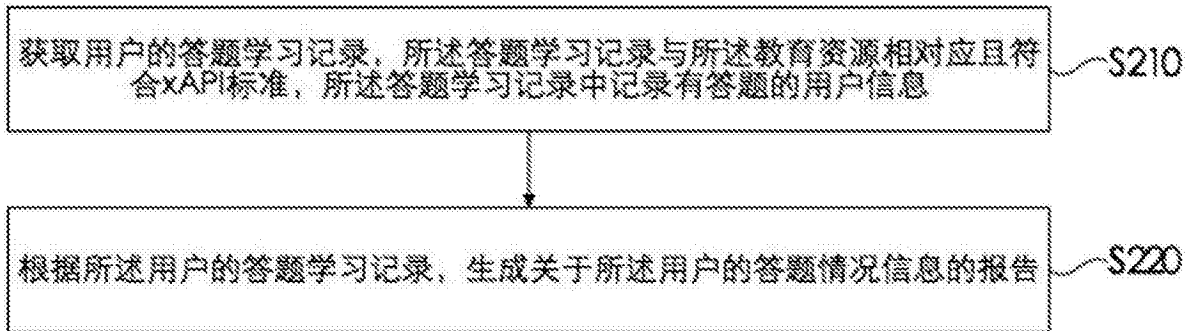 获取用户的答题学习记录，所述答题学习记录与所述教育资源相对应且符
合xAPI标准，所述答题学习记录中记录有答题的用户信息
S210
根据所述用户的答题学习记录，生成关于所述用户的答题情况信息的报告
S220